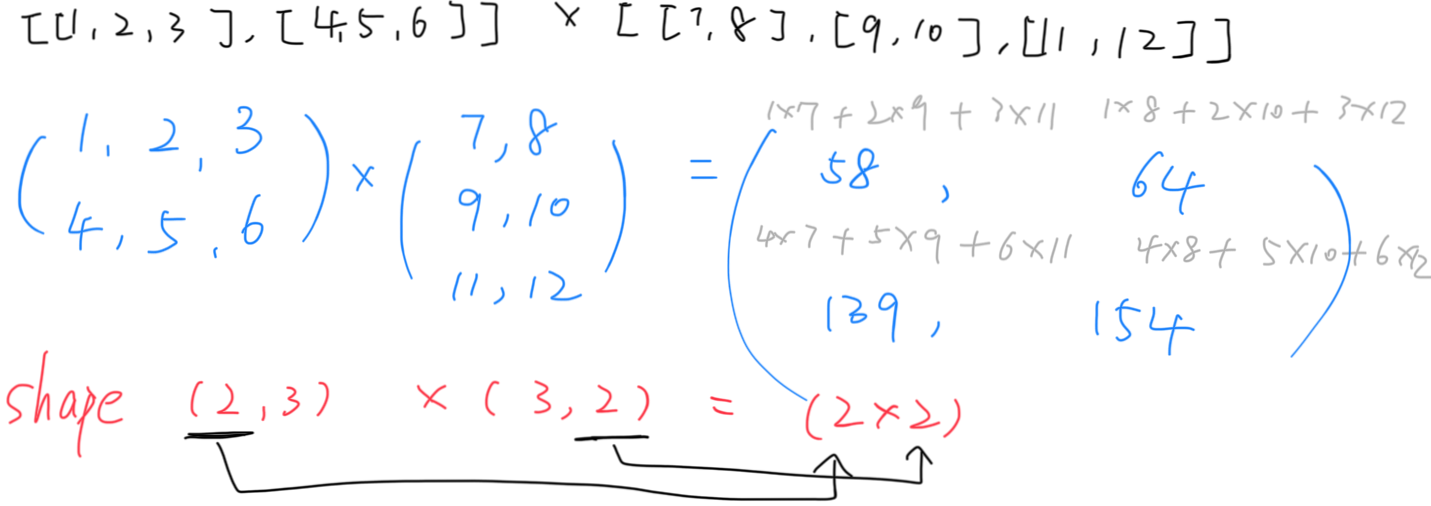 [[1,2,3],[4,5,6]] × [[7,8],[9,10],[11,12]]
1×7+2×9+3×11 1×8+2×10+3×12
(1,2,3 × (7,8 = (58, 64
4×7+5×9+6×11 4×8+5×10+6×12
4,5,6) 9,10 139, 154)
11,12)
shape (2,3) × (3,2) = (2×2)